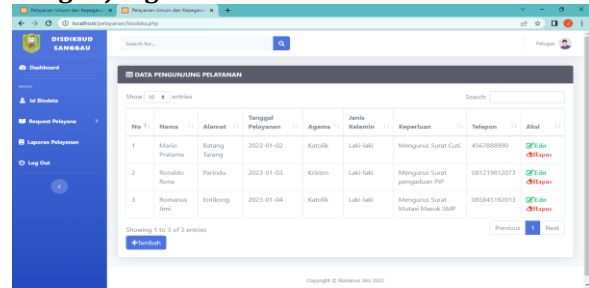 Pelayanan Umum dan Kepegawai
Pelayanan Umum dan Kepegawai
localhost/pelayanan/biodata.php
DISDIKBUD
SANGGAU
Search for...
Petugas
Dashboard
Isi Biodata
Request Pelayana
Laporan Pelayanan
Log Out
DATA PENGUNJUNG PELAYANAN
Show 10 entries
Search:
No Nama Alamat Tanggal Pelayanan Agama Jenis Kelamin Keperluan Telepon Aksi
1 Mario Pratama Batang Tarang 2023-01-02 Katolik Laki-laki Mengurus Surat Cuti 4567888990 Edit Hapus
2 Ronaldo Rona Parindu 2023-01-03 Kristen Laki-laki Mengurus Surat pengaduan PIP 081219812073 Edit Hapus
3 Romanus Jimi Entikong 2023-01-04 Katolik Laki-laki Mengurus Surat Mutasi Masuk SMP 085845192013 Edit Hapus
Showing 1 to 3 of 3 entries
Previous 1 Next
+Tambah
Copyright © Romanus Jimi 2023